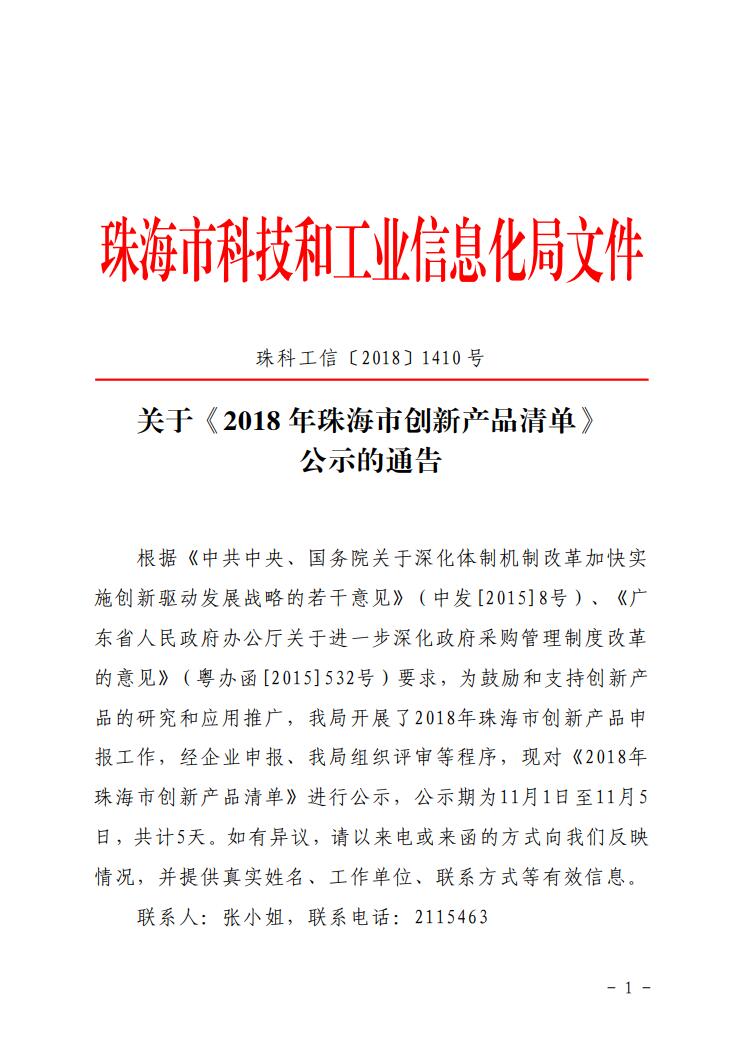 珠海市科技和工业信息化局文件
珠科工信〔2018〕1410 号
关于《2018 年珠海市创新产品清单》
公示的通告
根据《中共中央、国务院关于深化体制机制改革加快实
施创新驱动发展战略的若干意见》（中发[2015]8号）、《广
东省人民政府办公厅关于进一步深化政府采购管理制度改革
的意见》（粤办函[2015]532号）要求，为鼓励和支持创新产
品的研究和应用推广，我局开展了2018年珠海市创新产品申
报工作，经企业申报、我局组织评审等程序，现对《2018年
珠海市创新产品清单》进行公示，公示期为11月1日至11月5
日，共计5天。如有异议，请以来电或来函的方式向我们反映
情况，并提供真实姓名、工作单位、联系方式等有效信息。
联系人：张小姐，联系电话：2115463
- 1 -